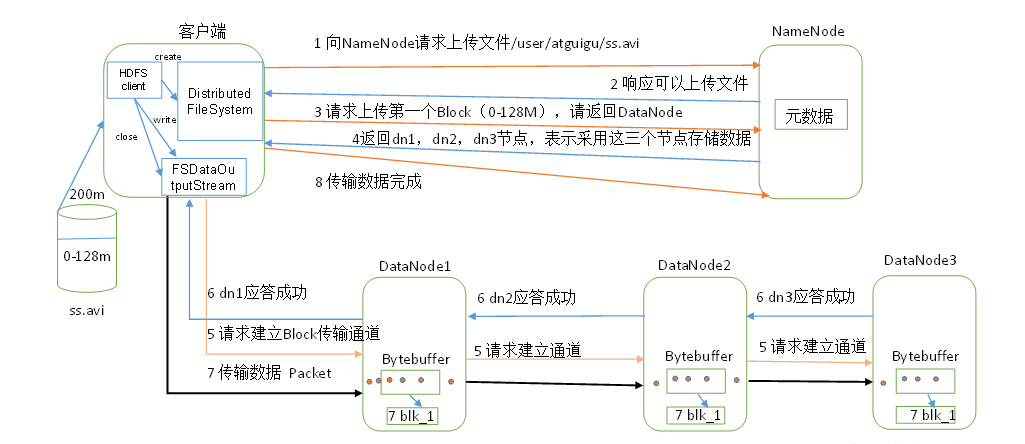 客户端
NameNode
1 向NameNode请求上传文件/user/atguigu/ss.avi
create
HDFS
client
Distributed
FileSystem
2 响应可以上传文件
3 请求上传第一个Block（0-128M），请返回DataNode
元数据
write
close
4返回dn1，dn2，dn3节点，表示采用这三个节点存储数据
FSDataOu
tputStream
8 传输数据完成
200m
0-128m
ss.avi
DataNode1
DataNode2
DataNode3
6 dn1应答成功
6 dn2应答成功
6 dn3应答成功
5 请求建立Block传输通道
5 请求建立通道
5 请求建立通道
Bytebuffer
Bytebuffer
Bytebuffer
7 传输数据 Packet
7 blk_1
7 blk_1
7 blk_1